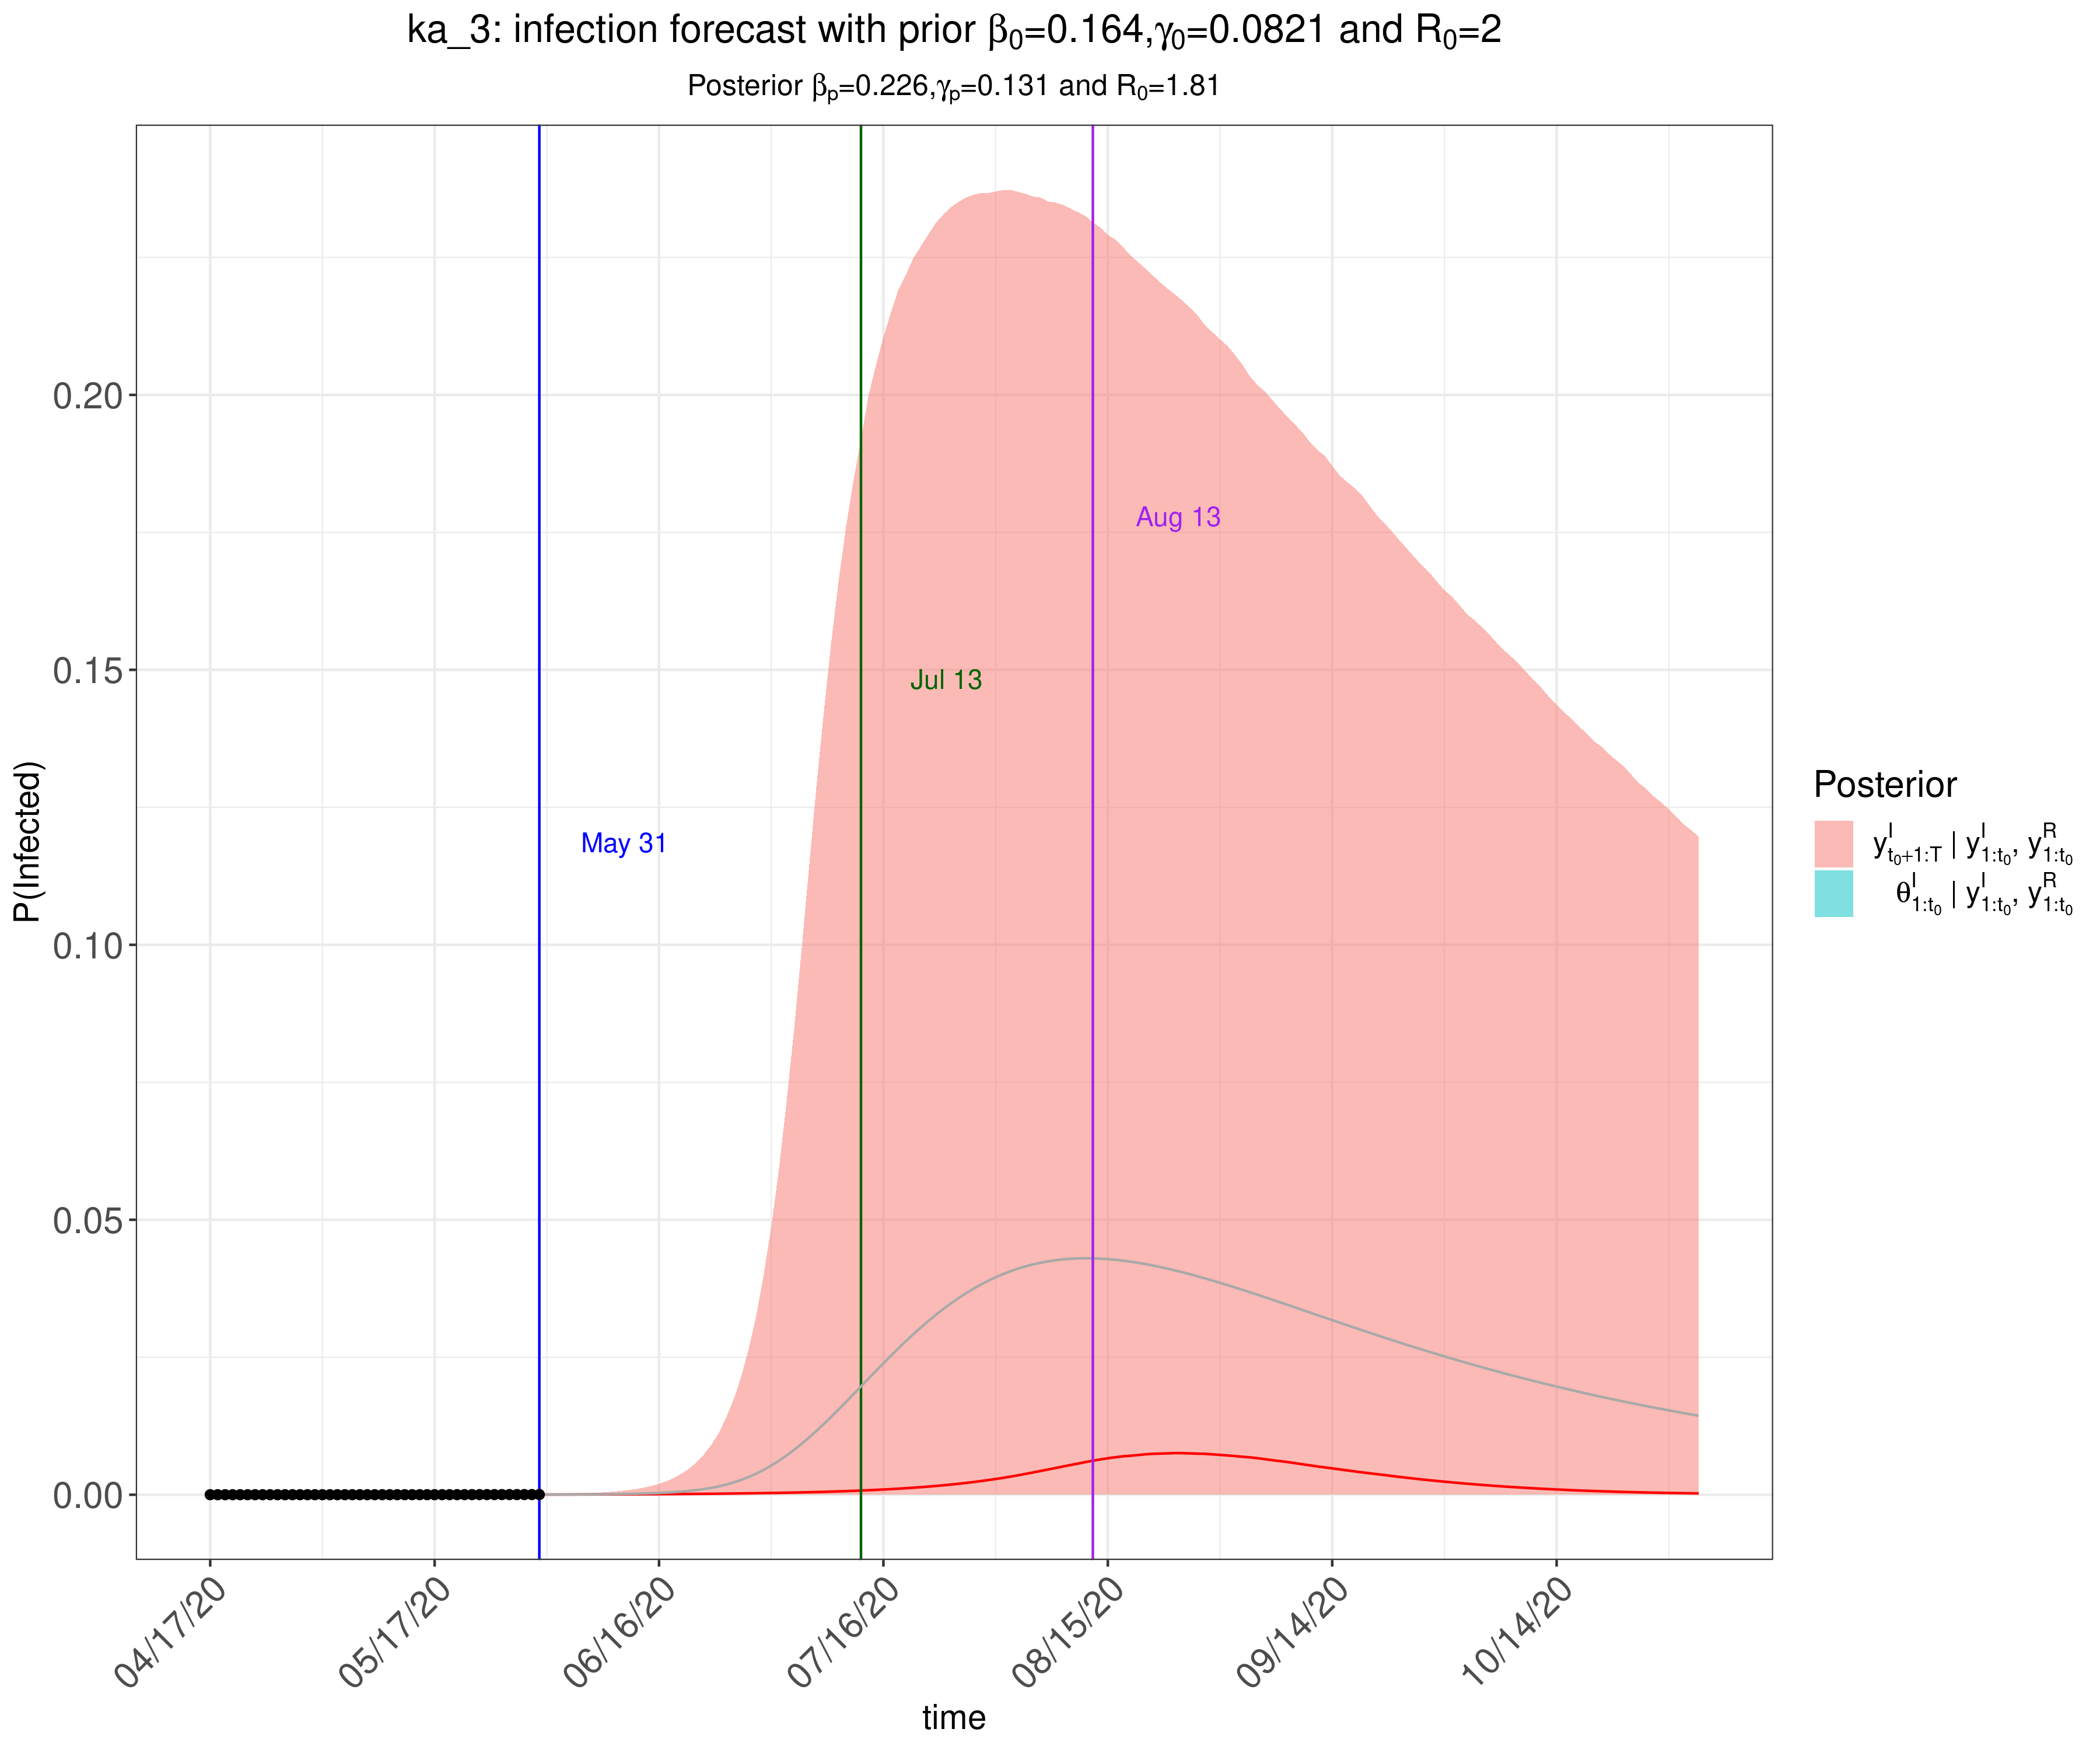 ka_3: infection forecast with prior β₀=0.164,γ₀=0.0821 and R₀=2
Posterior βₚ=0.226,γₚ=0.131 and R₀=1.81
P(Infected)
0.20
0.15
0.10
0.05
0.00
Aug 13
Jul 13
May 31
04/17/20
05/17/20
06/16/20
07/16/20
08/15/20
09/14/20
10/14/20
time
Posterior
y^I_{t₀+1:T} | y^I_{1:t₀}, y^R_{1:t₀}
θ^I_{1:t₀} | y^I_{1:t₀}, y^R_{1:t₀}